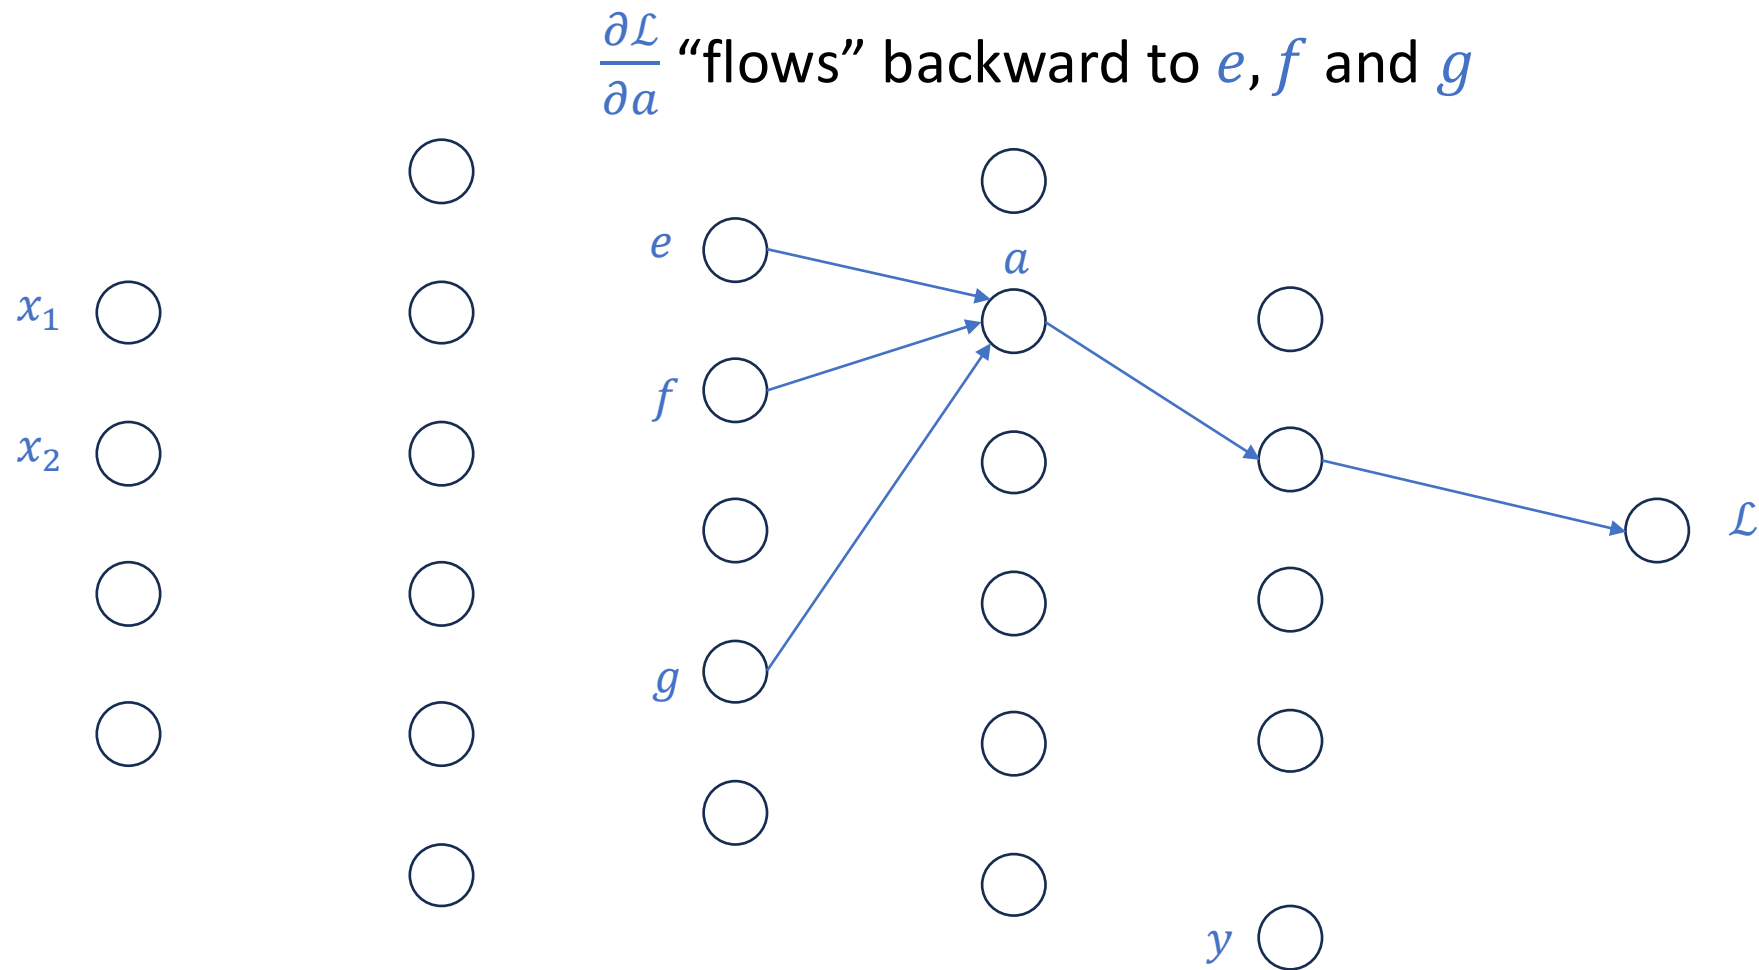 ∂ℒ/∂a “flows” backward to e, f and g
e
a
x₁
f
x₂
ℒ
g
y